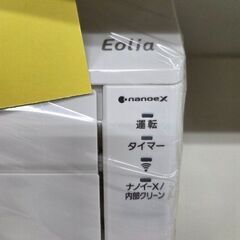 Eolia
nanoeX
運転
タイマー
ナノイーX/
内部クリーン